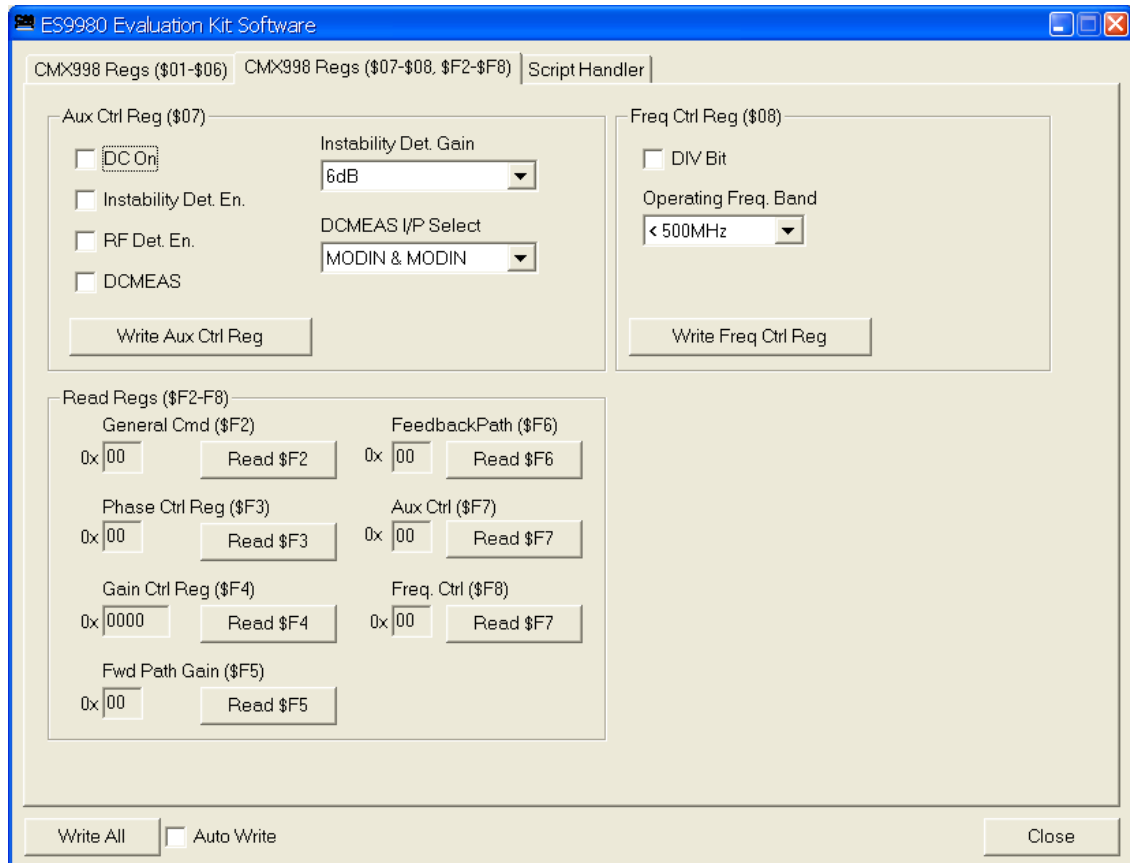 ES9980 Evaluation Kit Software
CMX998 Regs ($01-$06)
CMX998 Regs ($07-$08, $F2-$F8)
Script Handler
Aux Ctrl Reg ($07)
DC On
Instability Det. En.
RF Det. En.
DCMEAS
Instability Det. Gain
6dB
DCMEAS I/P Select
MODIN & MODIN
Write Aux Ctrl Reg
Freq Ctrl Reg ($08)
DIV Bit
Operating Freq. Band
< 500MHz
Write Freq Ctrl Reg
Read Regs ($F2-F8)
General Cmd ($F2)
0x 00
Read $F2
FeedbackPath ($F6)
0x 00
Read $F6
Phase Ctrl Reg ($F3)
0x 00
Read $F3
Aux Ctrl ($F7)
0x 00
Read $F7
Gain Ctrl Reg ($F4)
0x 0000
Read $F4
Freq. Ctrl ($F8)
0x 00
Read $F7
Fwd Path Gain ($F5)
0x 00
Read $F5
Write All
Auto Write
Close